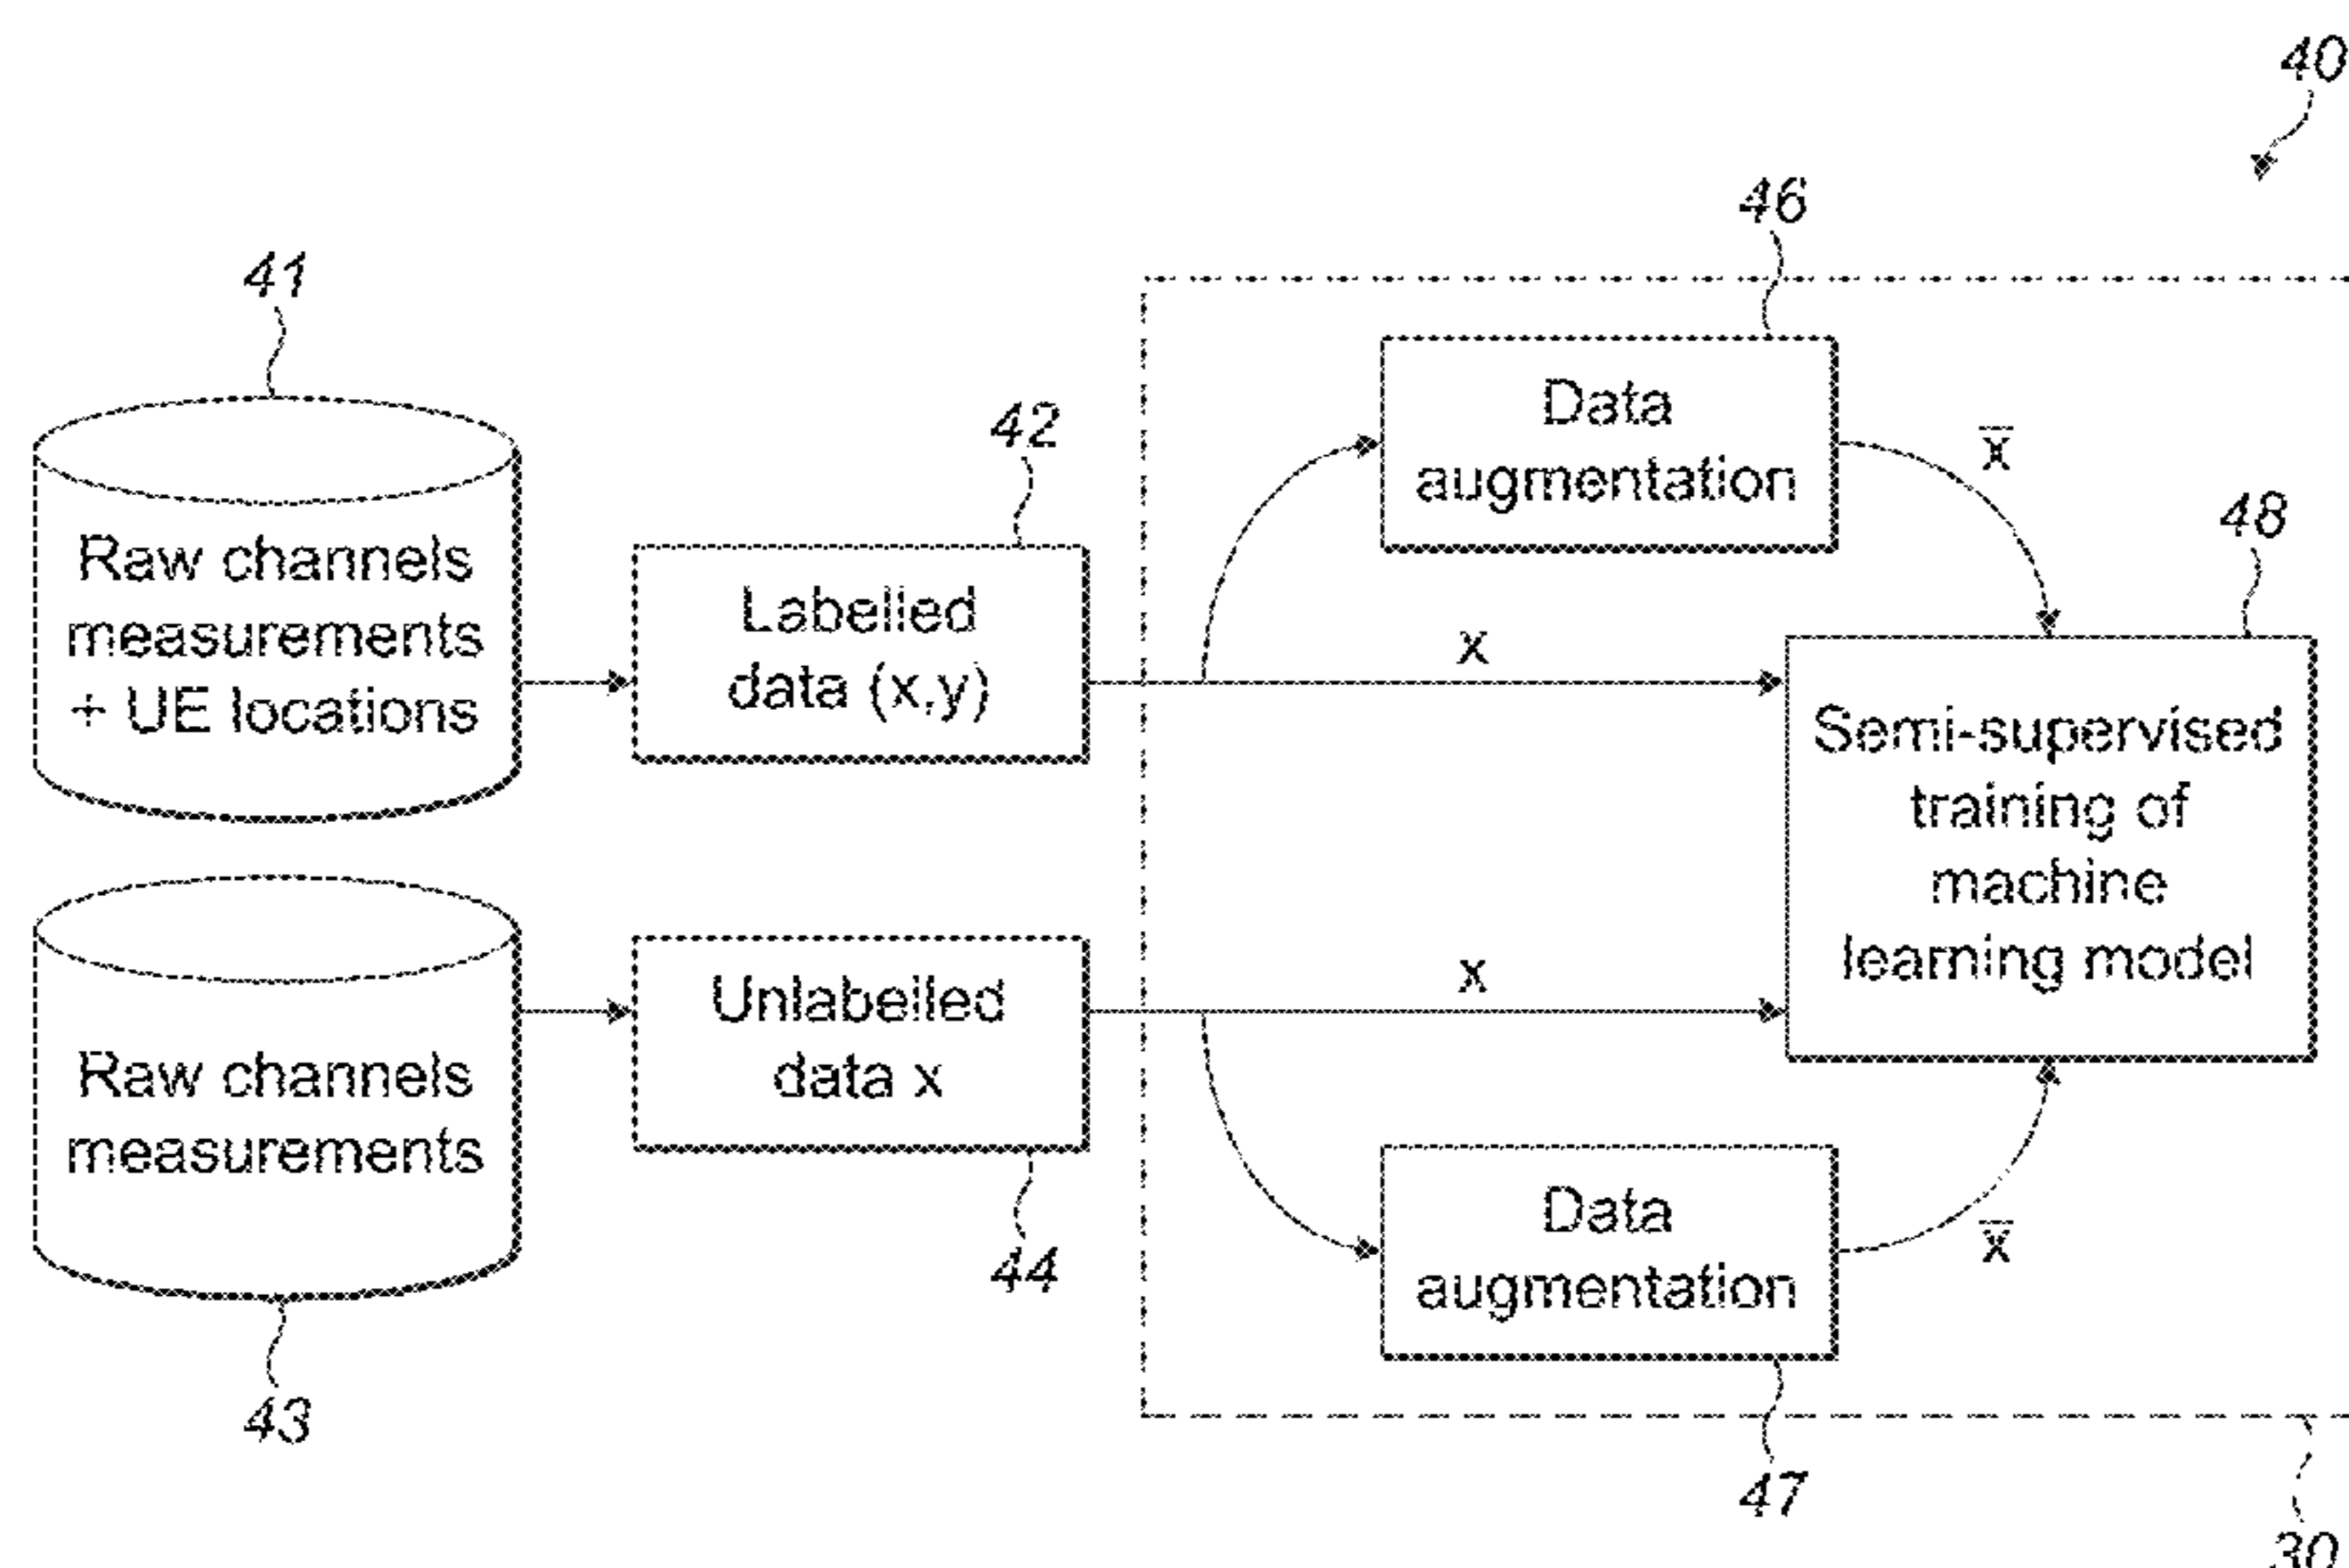 40
46
41
42
Data
augmentation
x̅
48
Raw channels
measurements
+ UE locations
Labelled
data (x,y)
x
Semi-supervised
training of
machine
learning model
Raw channels
measurements
Unlabelled
data x
x
44
Data
augmentation
x̅
43
47
30